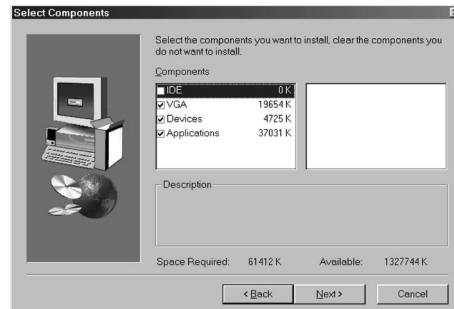 Select Components
Select the components you want to install, clear the components you
do not want to install.
Components
IDE 0 K
VGA 19654 K
Devices 4725 K
Applications 37031 K
Description
Space Required: 61412 K Available: 1327744 K
< Back Next > Cancel